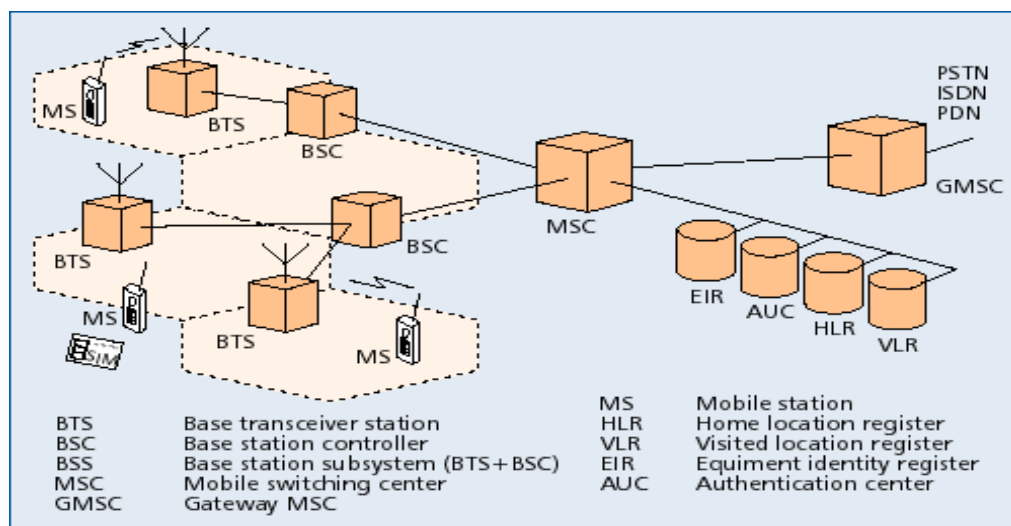 MS
BTS
BSC
PSTN
ISDN
PDN
MSC
GMSC
BTS
BSC
EIR
AUC
HLR
VLR
MS
SIM
BTS
MS
BTS Base transceiver station
BSC Base station controller
BSS Base station subsystem (BTS+BSC)
MSC Mobile switching center
GMSC Gateway MSC
MS Mobile station
HLR Home location register
VLR Visited location register
EIR Equiment identity register
AUC Authentication center